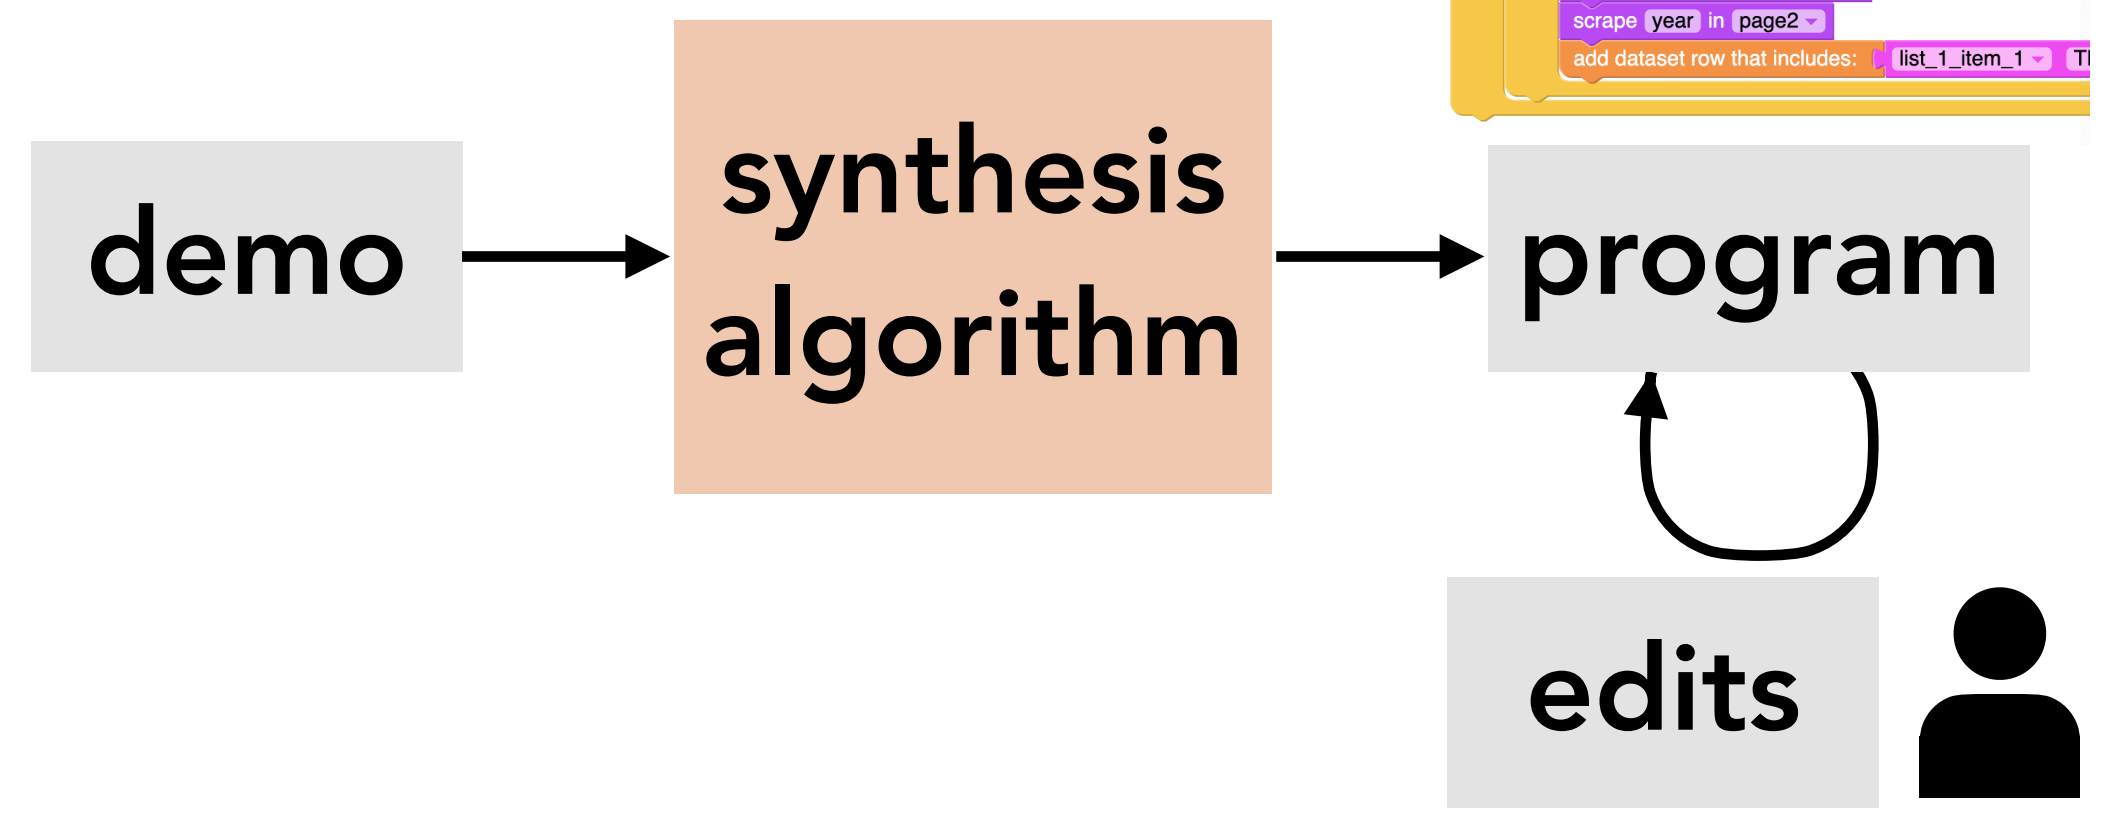 scrape year in page2
add dataset row that includes: list_1_item_1
demo
synthesis
algorithm
program
edits